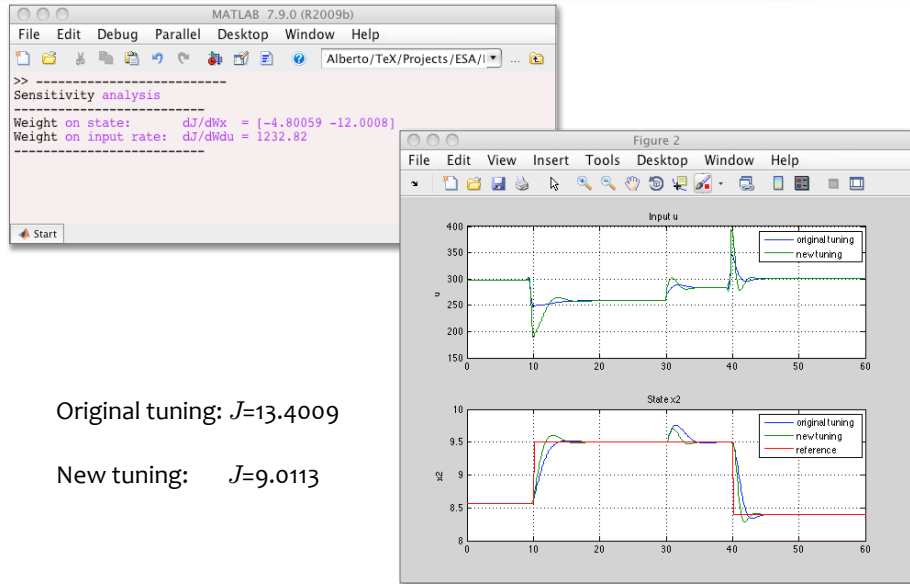 MATLAB 7.9.0 (R2009b)
File Edit Debug Parallel Desktop Window Help
Alberto/TeX/Projects/ESA/I ...
>> ---------------------------
Sensitivity analysis
---------------------------
Weight on state: dJ/dWx = [-4.80059 -12.0008]
Weight on input rate: dJ/dWdu = 1232.82
---------------------------
Start
Figure 2
File Edit View Insert Tools Desktop Window Help
Input u
400
350
300
250
200
150
u
0 10 20 30 40 50 60
original tuning
new tuning
State x2
10
9.5
9
8.5
8
x2
0 10 20 30 40 50 60
original tuning
new tuning
reference
Original tuning: J=13.4009
New tuning: J=9.0113